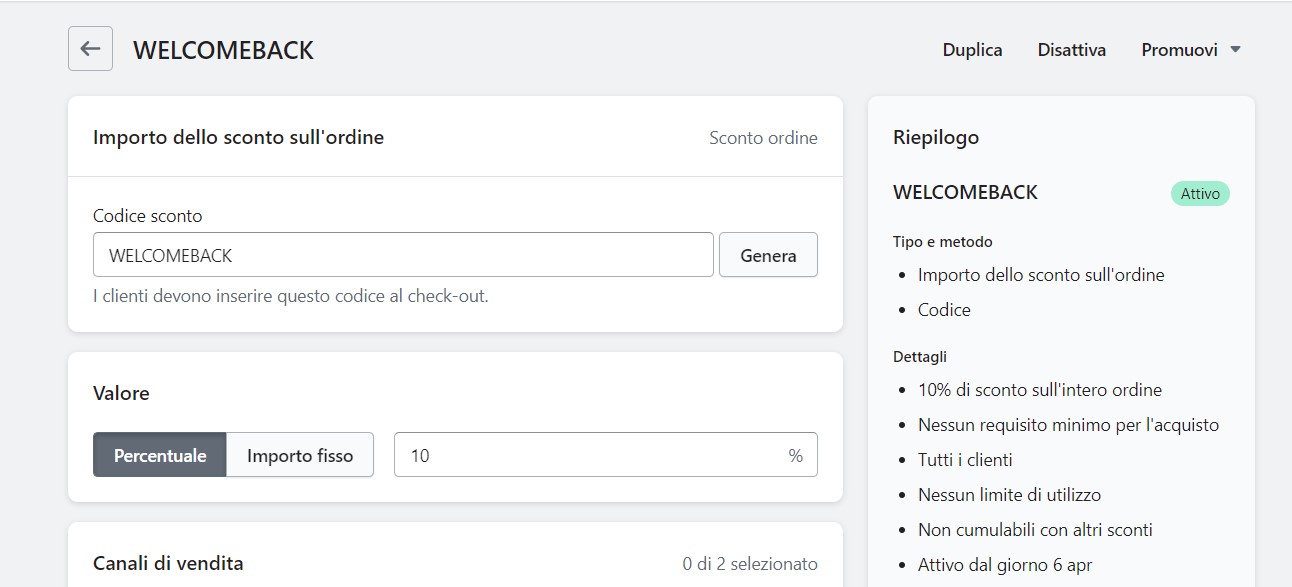 WELCOMEBACK
Duplica
Disattiva
Promuovi
Importo dello sconto sull'ordine
Sconto ordine
Codice sconto
WELCOMEBACK
Genera
I clienti devono inserire questo codice al check-out.
Valore
Percentuale
Importo fisso
10
%
Canali di vendita
0 di 2 selezionato
Riepilogo
WELCOMEBACK
Attivo
Tipo e metodo
• Importo dello sconto sull'ordine
• Codice
Dettagli
• 10% di sconto sull'intero ordine
• Nessun requisito minimo per l'acquisto
• Tutti i clienti
• Nessun limite di utilizzo
• Non cumulabili con altri sconti
• Attivo dal giorno 6 apr